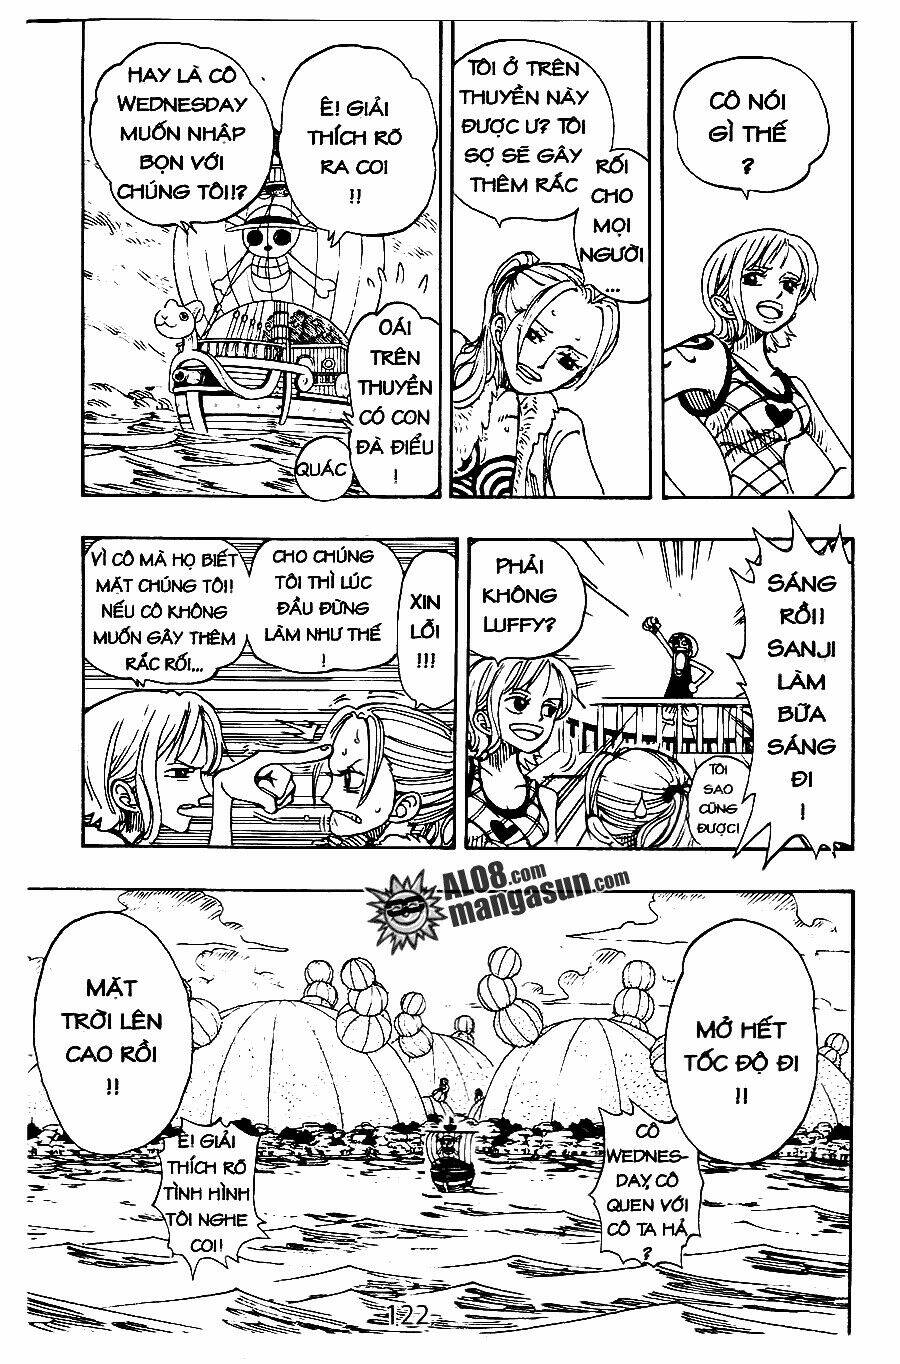 CÔ NÓI
GÌ THẾ
?
TÔI Ở TRÊN
THUYỀN NÀY
ĐƯỢC Ư? TÔI
SỢ SẼ GÂY
THÊM RẮC
RỐI
CHO
MỌI
NGƯỜI
...
Ê! GIẢI
THÍCH RÕ
RA COI
!!
HAY LÀ CÔ
WEDNESDAY
MUỐN NHẬP
BỌN VỚI
CHÚNG TÔI!?
OÁI
TRÊN
THUYỀN
CÓ CON
ĐÀ ĐIỂU
!
QUÁC
SÁNG
RỒI!
SANJI
LÀM
BỮA
SÁNG
ĐI
!
PHẢI
KHÔNG
LUFFY?
TÔI
SAO
CŨNG
ĐƯỢC!
XIN
LỖI
!!!
CHO CHÚNG
TÔI THÌ LÚC
ĐẦU ĐỪNG
LÀM NHƯ THẾ
!
VÌ CÔ MÀ HỌ BIẾT
MẶT CHÚNG TÔI!
NẾU CÔ KHÔNG
MUỐN GÂY THÊM
RẮC RỐI...
AL08.com
mangasun.com
MỞ HẾT
TỐC ĐỘ ĐI
!!
MẶT
TRỜI LÊN
CAO RỒI
!!
CÔ
WEDNES-
DAY, CÔ
QUEN VỚI
CÔ TA HẢ
?
Ê! GIẢI
THÍCH RÕ
TÌNH HÌNH
TÔI NGHE
COI!
122